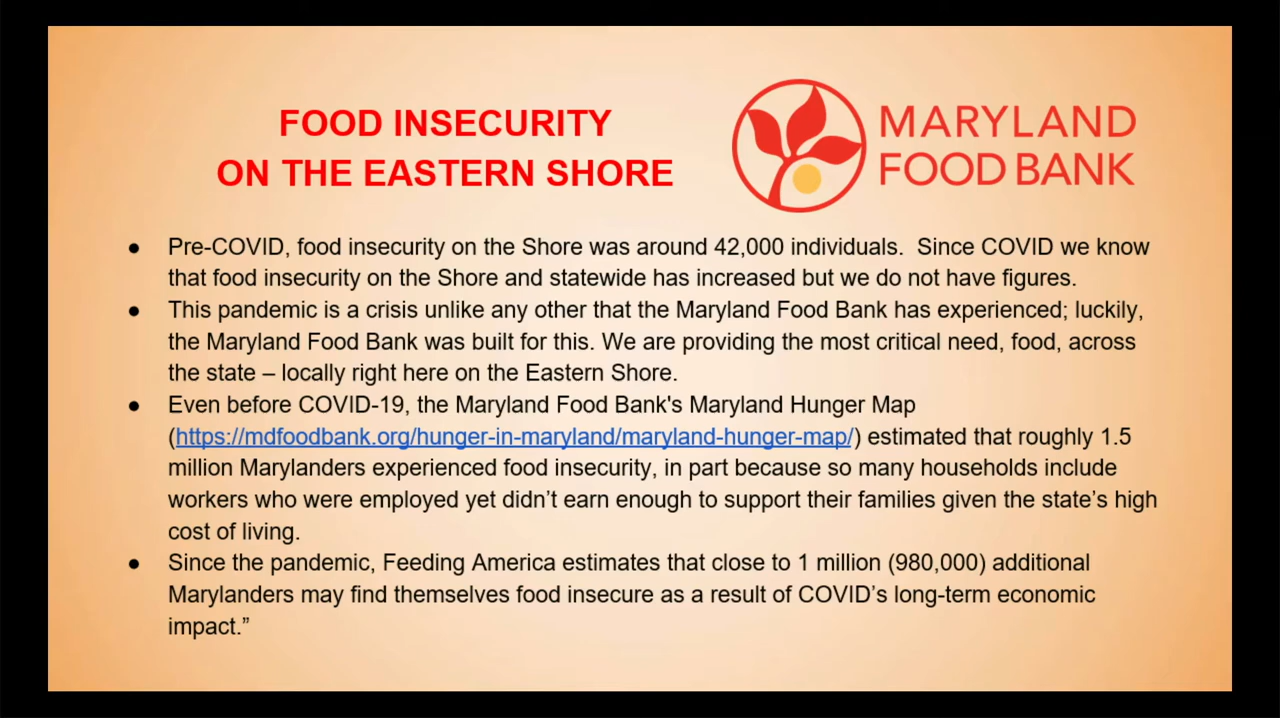 FOOD INSECURITY
ON THE EASTERN SHORE
MARYLAND
FOOD BANK
● Pre-COVID, food insecurity on the Shore was around 42,000 individuals.  Since COVID we know
that food insecurity on the Shore and statewide has increased but we do not have figures.
● This pandemic is a crisis unlike any other that the Maryland Food Bank has experienced; luckily,
the Maryland Food Bank was built for this. We are providing the most critical need, food, across
the state – locally right here on the Eastern Shore.
● Even before COVID-19, the Maryland Food Bank's Maryland Hunger Map
(https://mdfoodbank.org/hunger-in-maryland/maryland-hunger-map/) estimated that roughly 1.5
million Marylanders experienced food insecurity, in part because so many households include
workers who were employed yet didn’t earn enough to support their families given the state’s high
cost of living.
● Since the pandemic, Feeding America estimates that close to 1 million (980,000) additional
Marylanders may find themselves food insecure as a result of COVID’s long-term economic
impact.”